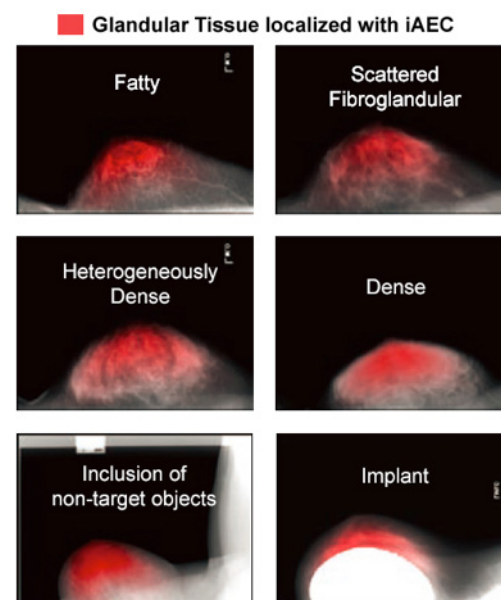 Glandular Tissue localized with iAEC
Fatty
Scattered
Fibroglandular
Heterogeneously
Dense
Dense
Inclusion of
non-target objects
Implant